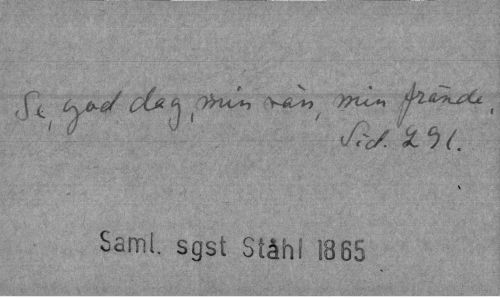 Se, god dag, min vän, min frände.
Sid. 291.
Saml. sgst Ståhl 1865